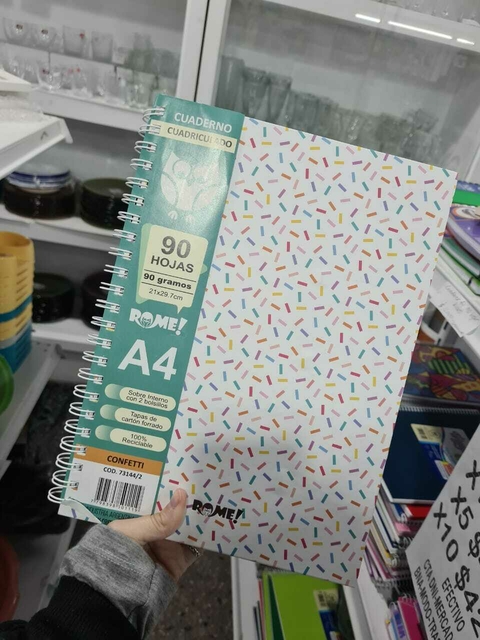 CUADERNO
CUADRICULADO
90
HOJAS
90 gramos
21x29.7cm
ROME!
A4
Sobre Interno
con 2 bolsillos
Tapas de
cartón forrado
100%
Reciclable
CONFETTI
COD. 73144/2
ROME!
X5 $
X10 $42
EFECTIVO